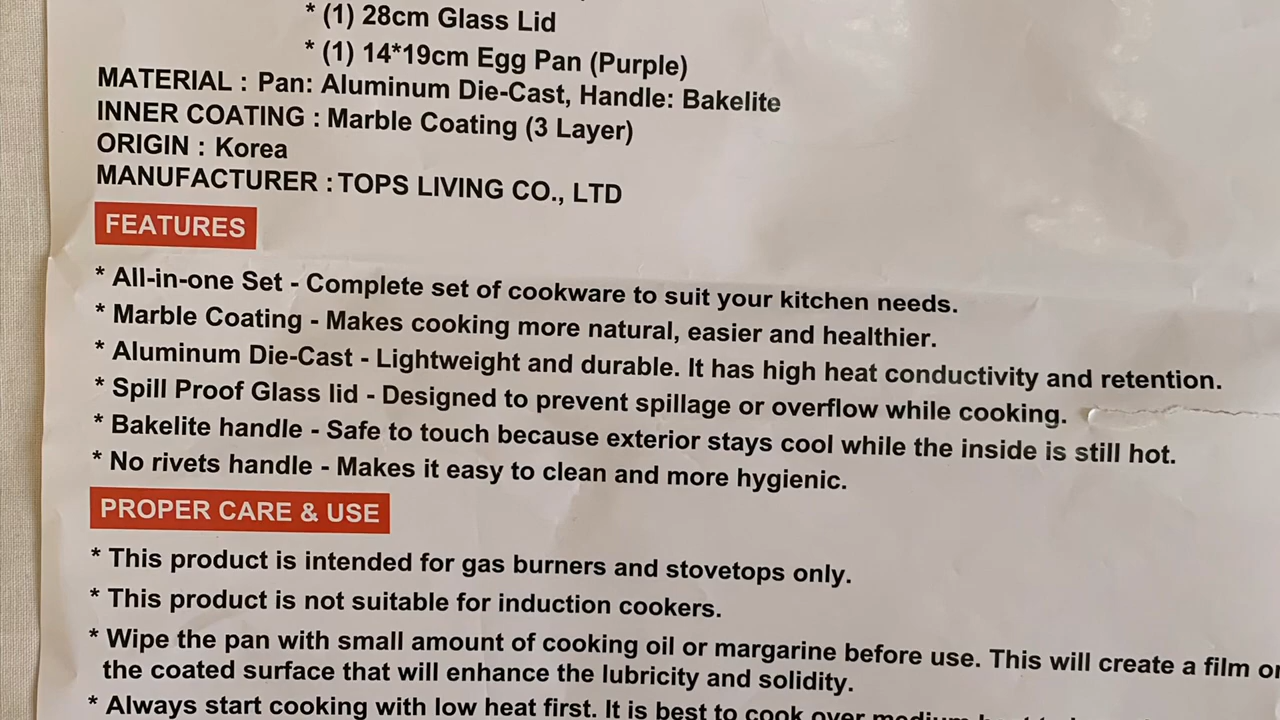 * (1) 28cm Glass Lid
* (1) 14*19cm Egg Pan (Purple)
MATERIAL : Pan: Aluminum Die-Cast, Handle: Bakelite
INNER COATING : Marble Coating (3 Layer)
ORIGIN : Korea
MANUFACTURER : TOPS LIVING CO., LTD
FEATURES
* All-in-one Set - Complete set of cookware to suit your kitchen needs.
* Marble Coating - Makes cooking more natural, easier and healthier.
* Aluminum Die-Cast - Lightweight and durable. It has high heat conductivity and retention.
* Spill Proof Glass lid - Designed to prevent spillage or overflow while cooking.
* Bakelite handle - Safe to touch because exterior stays cool while the inside is still hot.
* No rivets handle - Makes it easy to clean and more hygienic.
PROPER CARE & USE
* This product is intended for gas burners and stovetops only.
* This product is not suitable for induction cookers.
* Wipe the pan with small amount of cooking oil or margarine before use. This will create a film
the coated surface that will enhance the lubricity and solidity.
* Always start cooking with low heat first. It is best to cook over medium